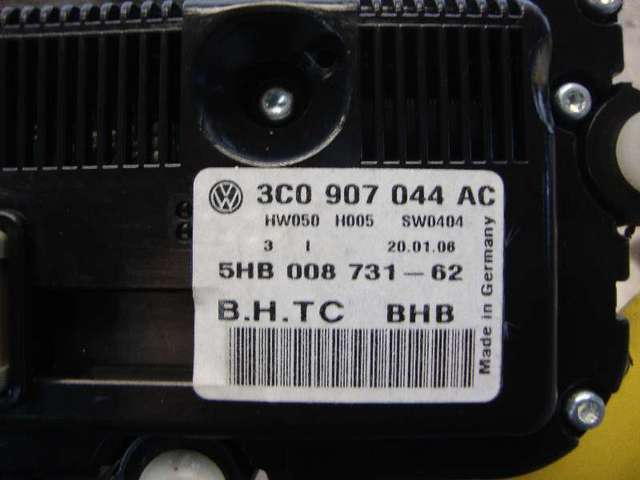 3C0 907 044 AC
HW050 H005 SW0404
3 I 20.01.06
5HB 008 731-62
B.H.TC BHB
Made in Germany